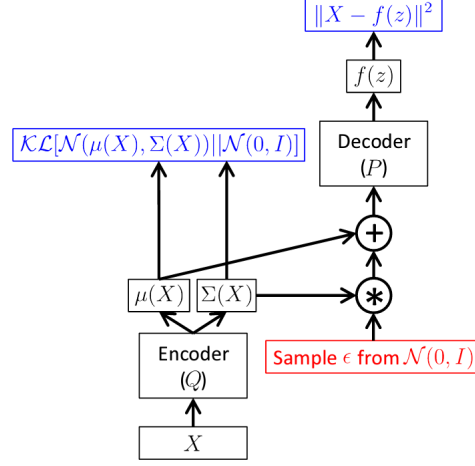 ‖X − f(z)‖²
f(z)
𝒦ℒ[𝒩(μ(X), Σ(X))||𝒩(0, I)]
Decoder
(P)
+
μ(X)
Σ(X)
*
Encoder
(Q)
Sample ϵ from 𝒩(0, I)
X